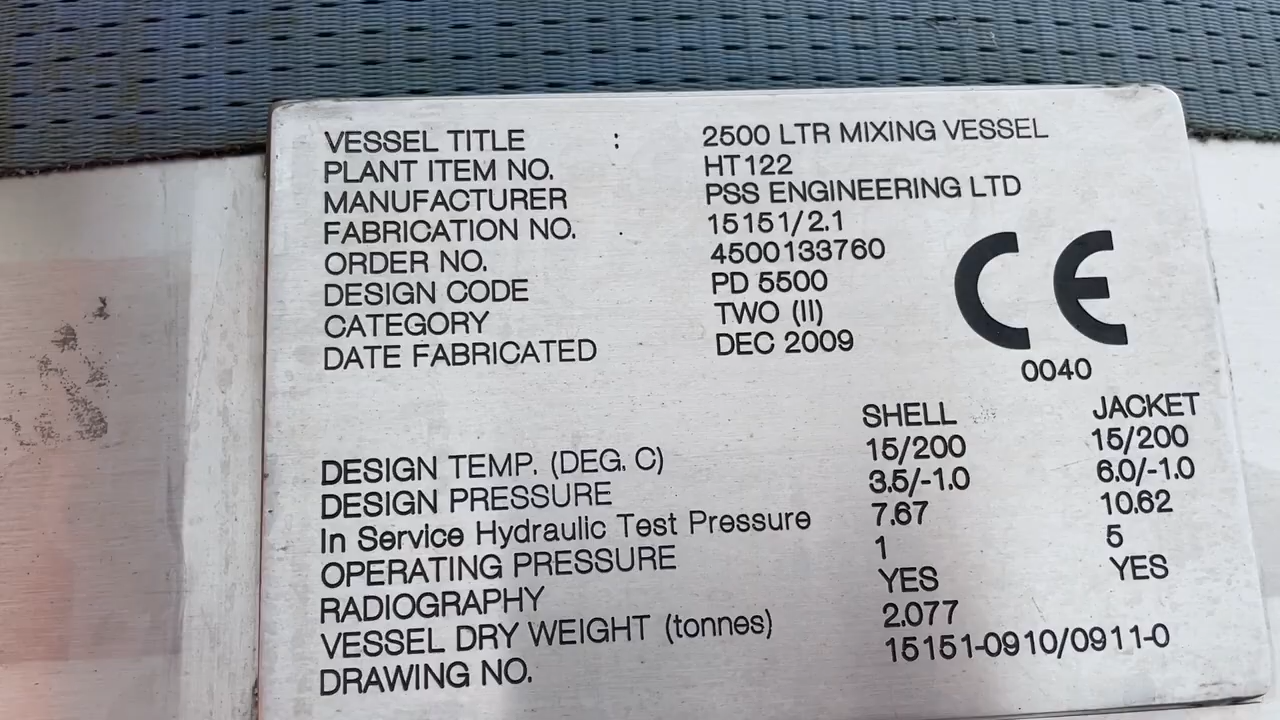 VESSEL TITLE : 2500 LTR MIXING VESSEL
PLANT ITEM NO. HT122
MANUFACTURER PSS ENGINEERING LTD
FABRICATION NO. 15151/2.1
ORDER NO. 4500133760
DESIGN CODE PD 5500
CATEGORY TWO (II)
DATE FABRICATED DEC 2009
CE
0040
SHELL JACKET
DESIGN TEMP. (DEG. C) 15/200 15/200
DESIGN PRESSURE 3.5/-1.0 6.0/-1.0
In Service Hydraulic Test Pressure 7.67 10.62
OPERATING PRESSURE 1 5
RADIOGRAPHY YES YES
VESSEL DRY WEIGHT (tonnes) 2.077
DRAWING NO. 15151-0910/0911-0